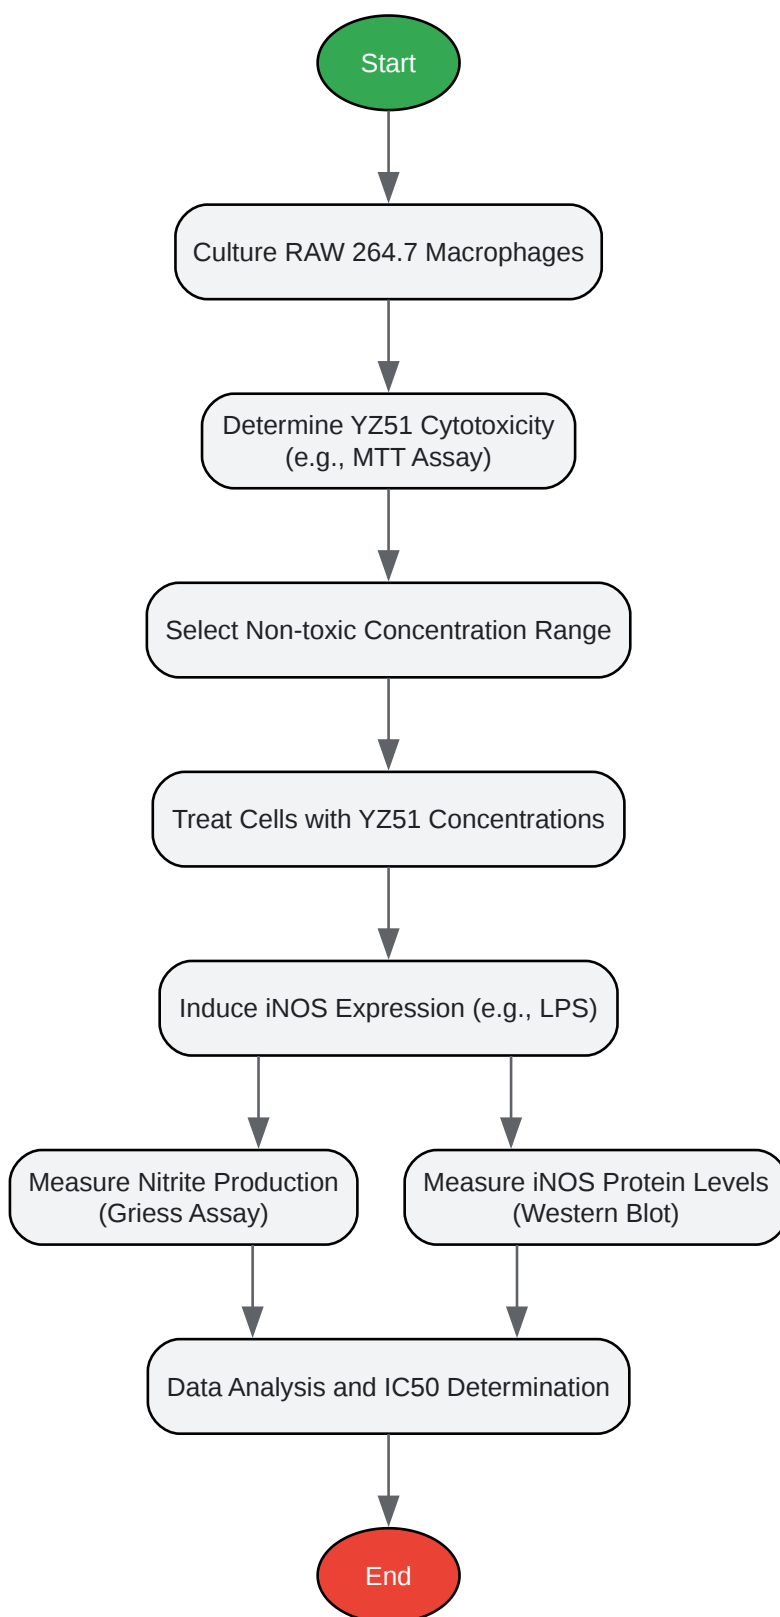 Start
Culture RAW 264.7 Macrophages
Determine YZ51 Cytotoxicity
(e.g., MTT Assay)
Select Non-toxic Concentration Range
Treat Cells with YZ51 Concentrations
Induce iNOS Expression (e.g., LPS)
Measure Nitrite Production
(Griess Assay)
Measure iNOS Protein Levels
(Western Blot)
Data Analysis and IC50 Determination
End